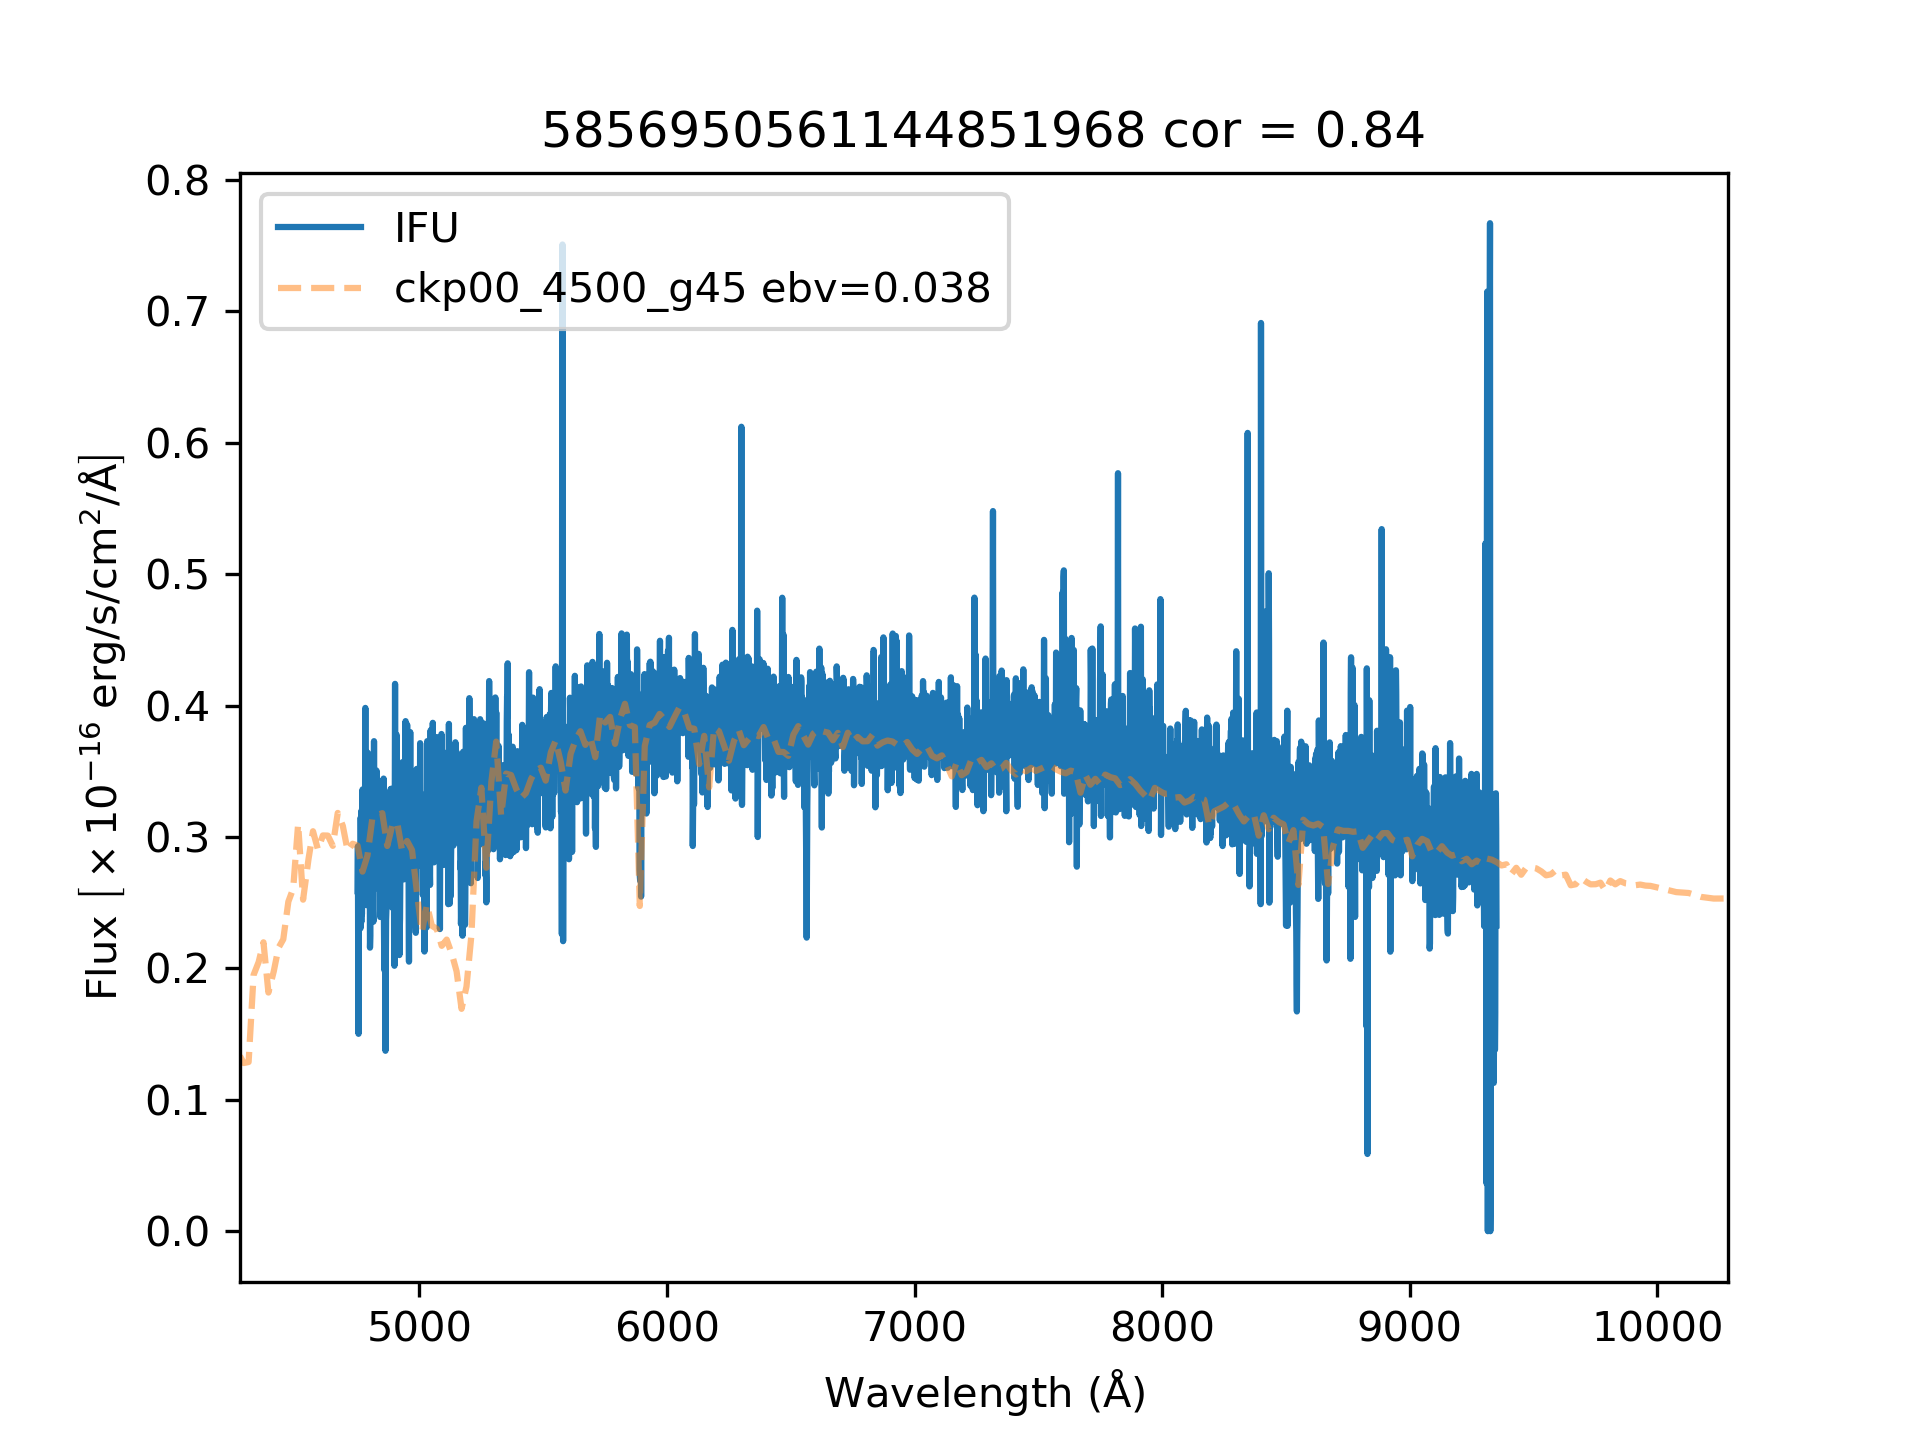 5856950561144851968 cor = 0.84
IFU
ckp00_4500_g45 ebv=0.038
Flux [×10⁻¹⁶ erg/s/cm²/Å]
0.8
0.7
0.6
0.5
0.4
0.3
0.2
0.1
0.0
5000 6000 7000 8000 9000 10000
Wavelength (Å)